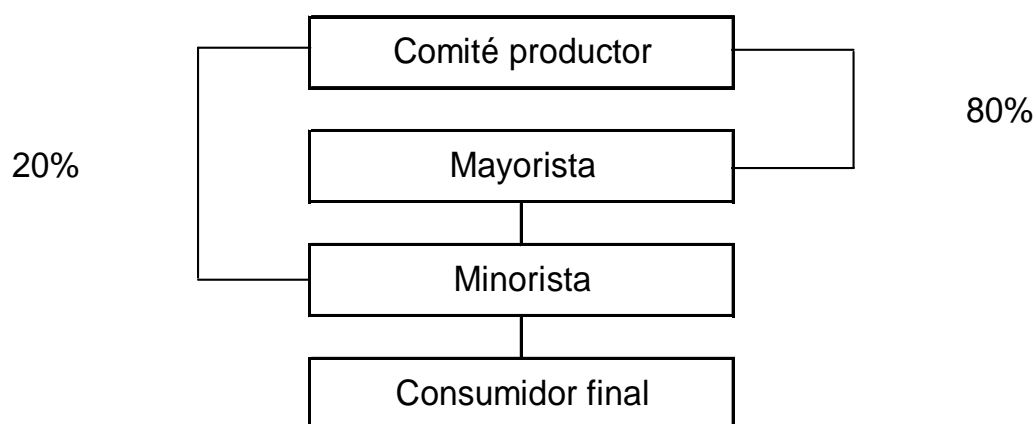 Comité productor
80%
20%
Mayorista
Minorista
Consumidor final